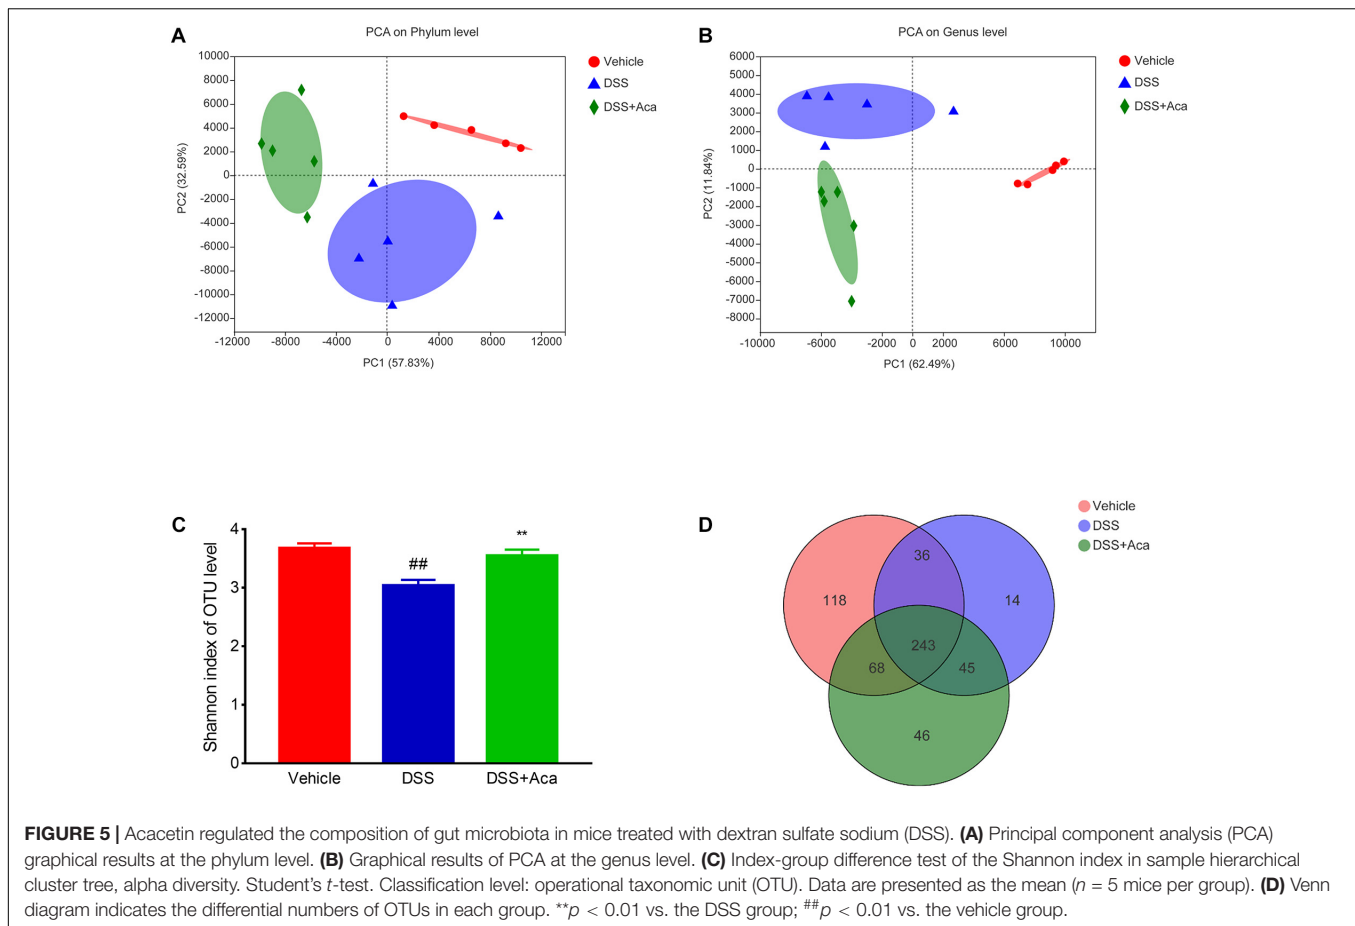 A
PCA on Phylum level
10000
8000
6000
4000
2000
0
-2000
-4000
-6000
-8000
-10000
-12000
PC2 (32.59%)
-12000 -8000 -4000 0 4000 8000 12000
PC1 (57.83%)
Vehicle
DSS
DSS+Aca
B
PCA on Genus level
6000
5000
4000
3000
2000
1000
0
-1000
-2000
-3000
-4000
-5000
-6000
-7000
-8000
PC2 (11.84%)
-10000 -6000 -2000 0 2000 6000 10000
PC1 (62.49%)
Vehicle
DSS
DSS+Aca
C
4
3
2
1
0
Shannon index of OTU level
##
**
Vehicle DSS DSS+Aca
D
Vehicle
DSS
DSS+Aca
36
118
14
243
68
45
46
FIGURE 5 | Acacetin regulated the composition of gut microbiota in mice treated with dextran sulfate sodium (DSS). (A) Principal component analysis (PCA)
graphical results at the phylum level. (B) Graphical results of PCA at the genus level. (C) Index-group difference test of the Shannon index in sample hierarchical
cluster tree, alpha diversity. Student's t-test. Classification level: operational taxonomic unit (OTU). Data are presented as the mean (n = 5 mice per group). (D) Venn
diagram indicates the differential numbers of OTUs in each group. **p < 0.01 vs. the DSS group; ##p < 0.01 vs. the vehicle group.